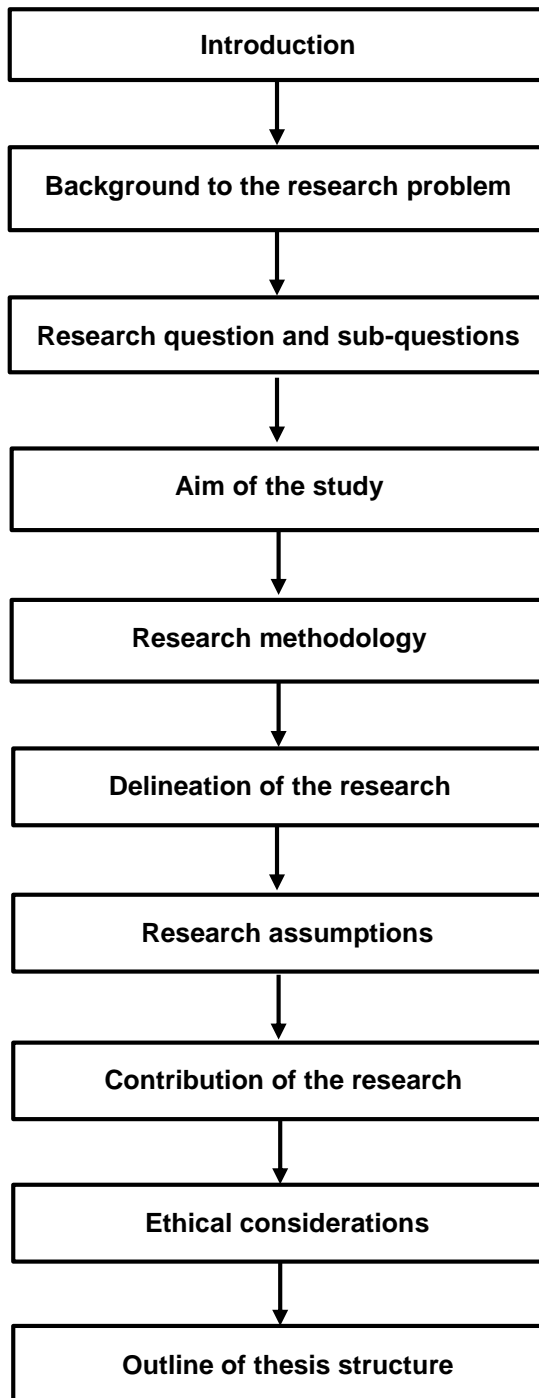 Introduction
Background to the research problem
Research question and sub-questions
Aim of the study
Research methodology
Delineation of the research
Research assumptions
Contribution of the research
Ethical considerations
Outline of thesis structure